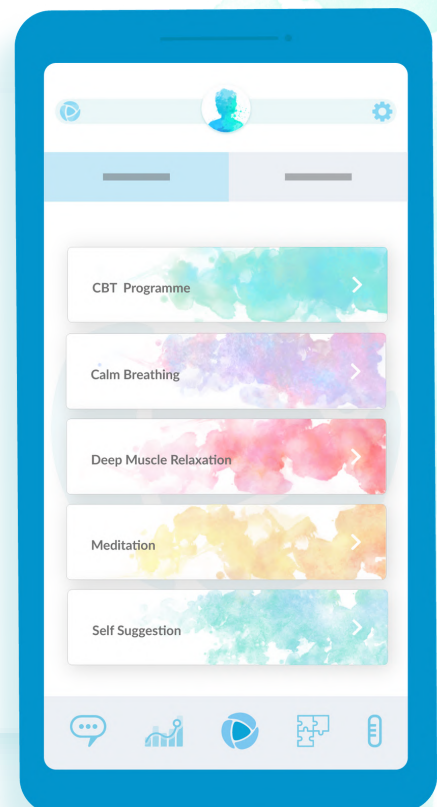 CBT Programme
Calm Breathing
Deep Muscle Relaxation
Meditation
Self Suggestion